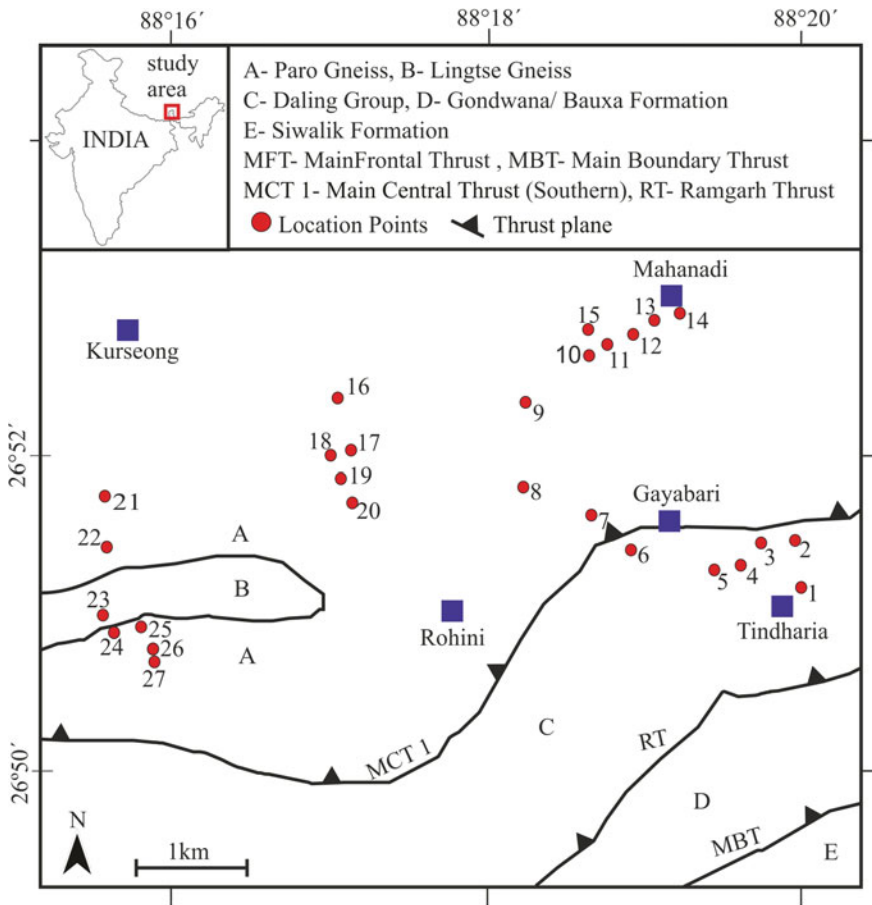 88°16´
88°18´
88°20´
study
area
INDIA
A- Paro Gneiss, B- Lingtse Gneiss
C- Daling Group, D- Gondwana/ Bauxa Formation
E- Siwalik Formation
MFT- MainFrontal Thrust , MBT- Main Boundary Thrust
MCT 1- Main Central Thrust (Southern), RT- Ramgarh Thrust
Location Points
Thrust plane
Mahanadi
13
14
15
12
Kurseong
10
11
16
9
26°52´
18
17
19
8
Gayabari
21
20
7
22
A
6
3
2
5
4
B
1
23
25
Rohini
Tindharia
24
26
A
27
C
RT
MCT 1
26°50´
D
N
1km
MBT
E